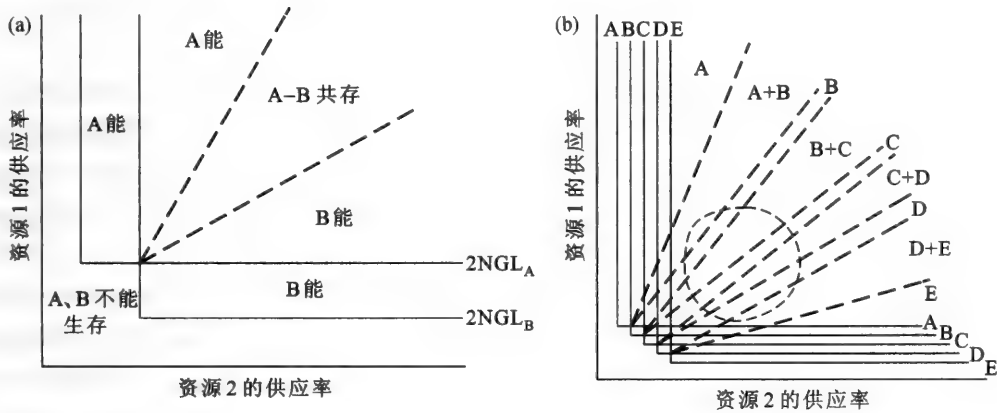 (a)
A能
A–B 共存
A能
B能
2NGL_A
B能
A、B 不能
生存
2NGL_B
资源 1 的供应率
资源 2 的供应率
(b)
A B C D E
A
A+B
B
B+C
C
C+D
D
D+E
E
A
B
C
D
E
资源 1 的供应率
资源 2 的供应率